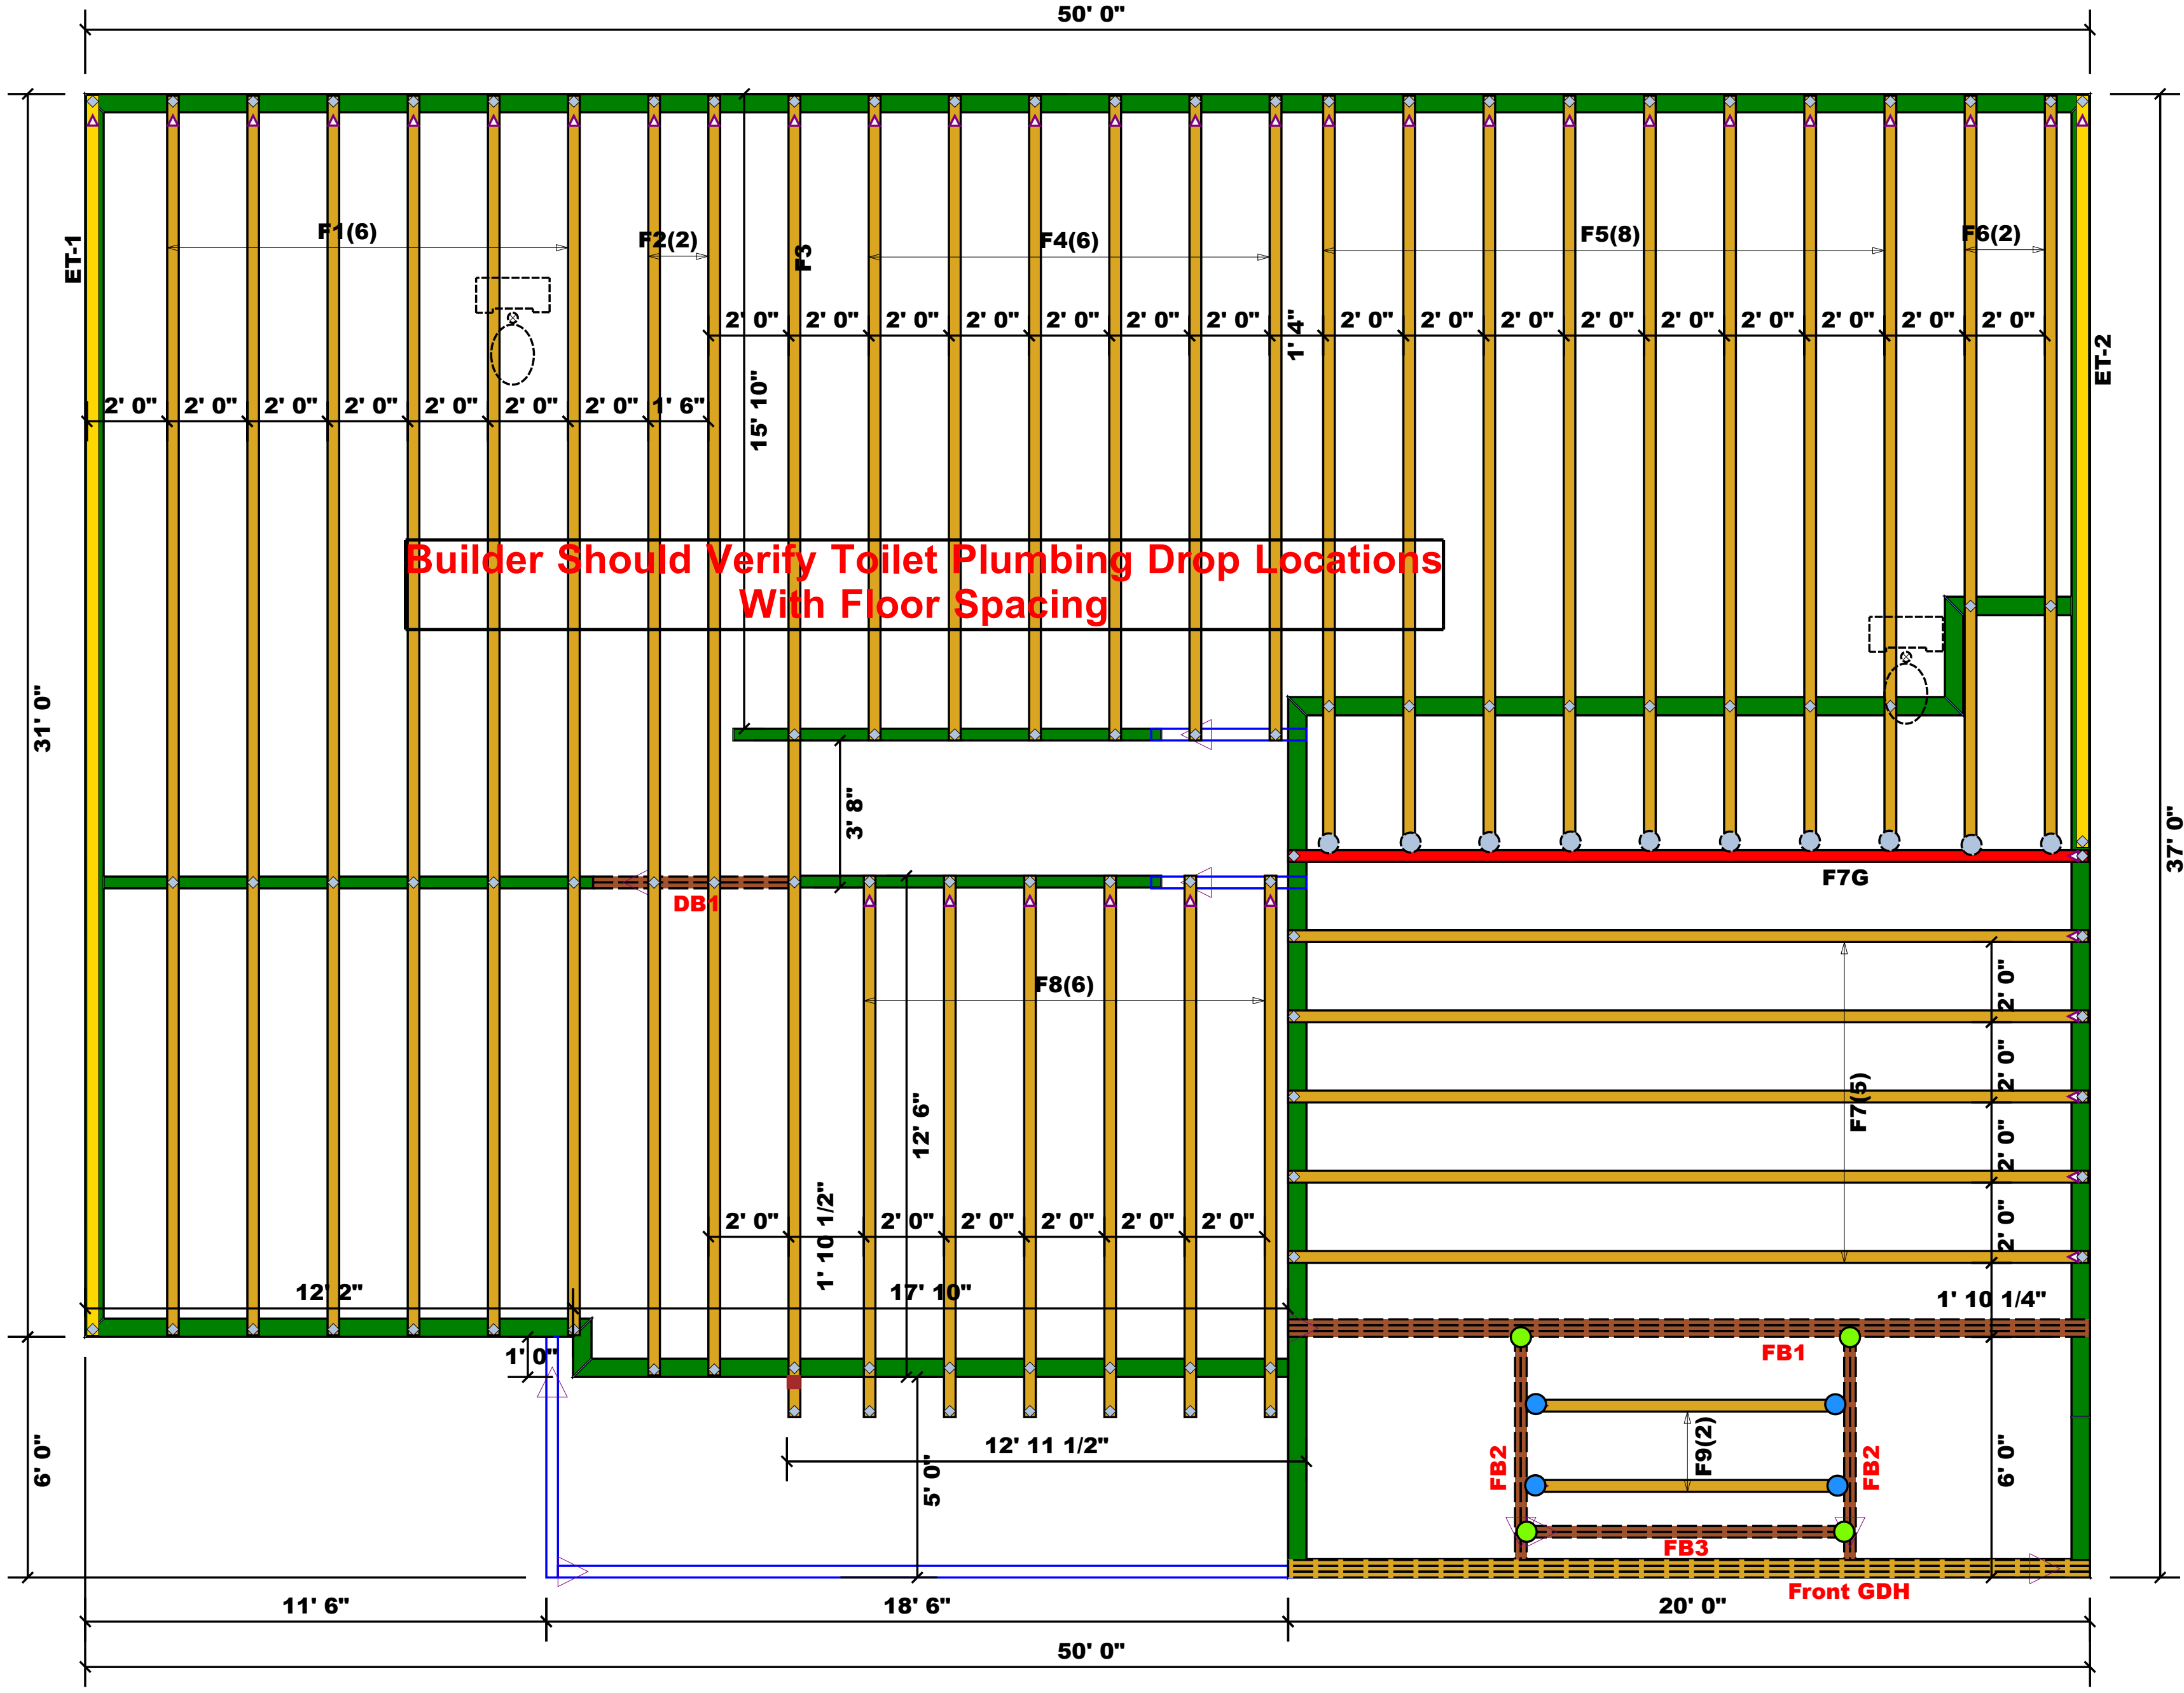 50' 0"
F1(6)
F2(2)
F3
F4(6)
F5(8)
F6(2)
ET-1
ET-2
2' 0" 2' 0" 2' 0" 2' 0" 2' 0" 2' 0" 2' 0" 1' 4" 2' 0" 2' 0" 2' 0" 2' 0" 2' 0" 2' 0" 2' 0" 2' 0" 2' 0"
2' 0" 2' 0" 2' 0" 2' 0" 2' 0" 2' 0" 2' 0" 1' 6"
15' 10"
Builder Should Verify Toilet Plumbing Drop Locations
With Floor Spacing
31' 0"
37' 0"
3' 8"
F7G
DB1
F8(6)
2' 0"
2' 0"
F7(5)
2' 0"
2' 0"
12' 6"
2' 0" 1' 10 1/2" 2' 0" 2' 0" 2' 0" 2' 0" 2' 0"
12' 2"
17' 10"
1' 10 1/4"
1' 0"
FB1
12' 11 1/2"
6' 0"
5' 0"
FB2
F9(2)
FB2
6' 0"
FB3
Front GDH
11' 6"
18' 6"
20' 0"
50' 0"